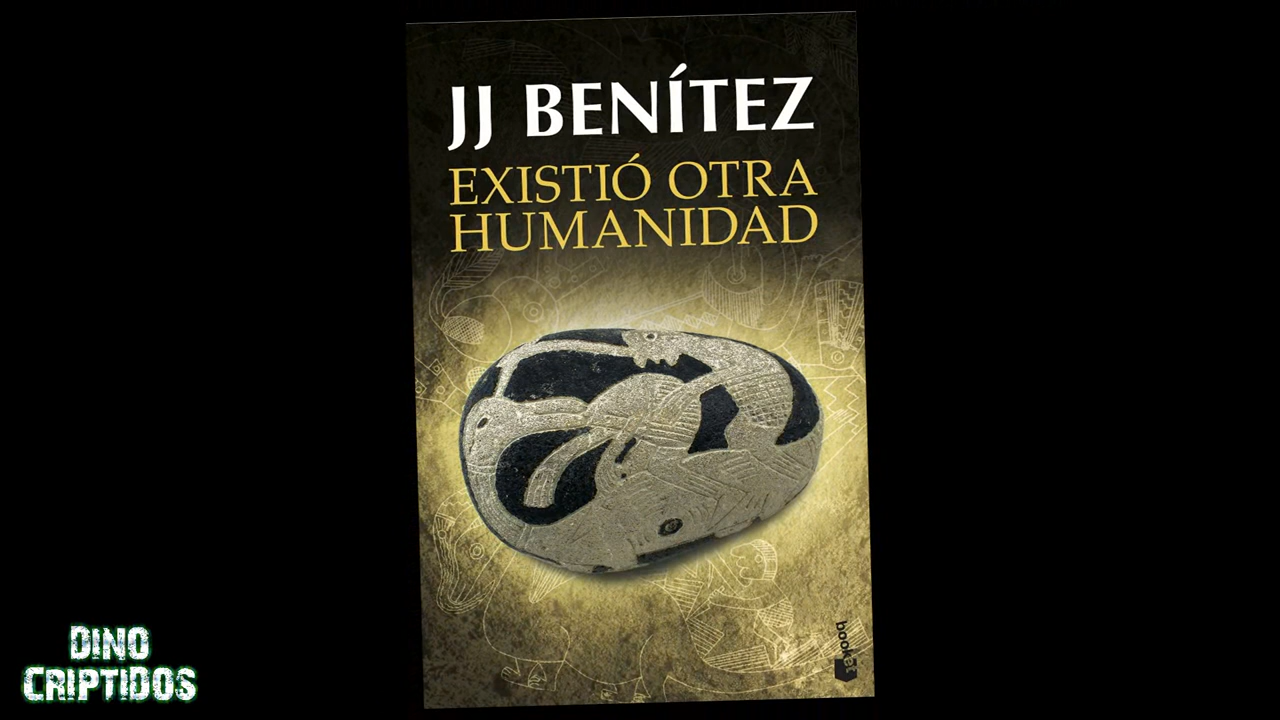 JJ BENÍTEZ
EXISTIÓ OTRA
HUMANIDAD
booket
DINO
CRIPTIDOS